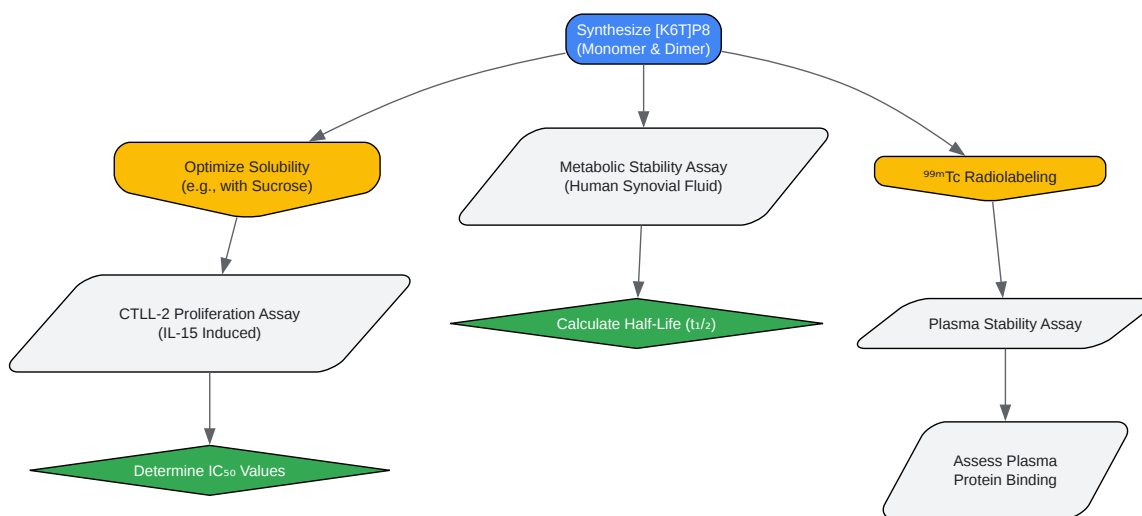 Synthesize [K6T]P8
(Monomer & Dimer)
Optimize Solubility
(e.g., with Sucrose)
Metabolic Stability Assay
(Human Synovial Fluid)
⁹⁹ᵐTc Radiolabeling
CTLL-2 Proliferation Assay
(IL-15 Induced)
Calculate Half-Life (t₁/₂)
Plasma Stability Assay
Determine IC₅₀ Values
Assess Plasma
Protein Binding